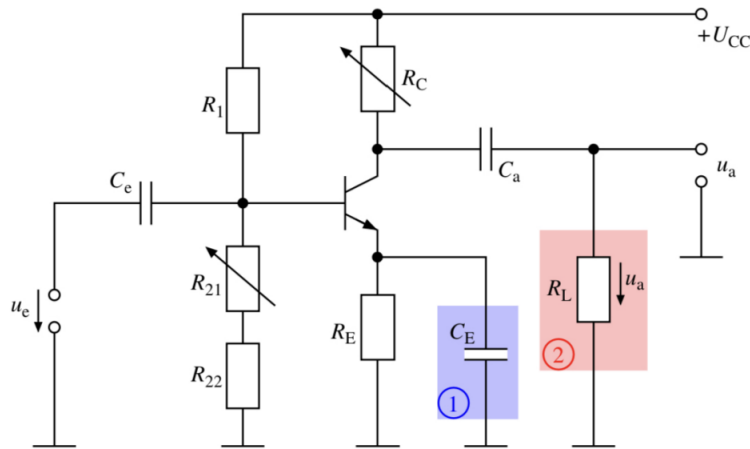 +U_CC
R_C
R_1
C_e
C_a
u_a
R_21
u_e
R_L
u_a
R_E
C_E
2
R_22
1